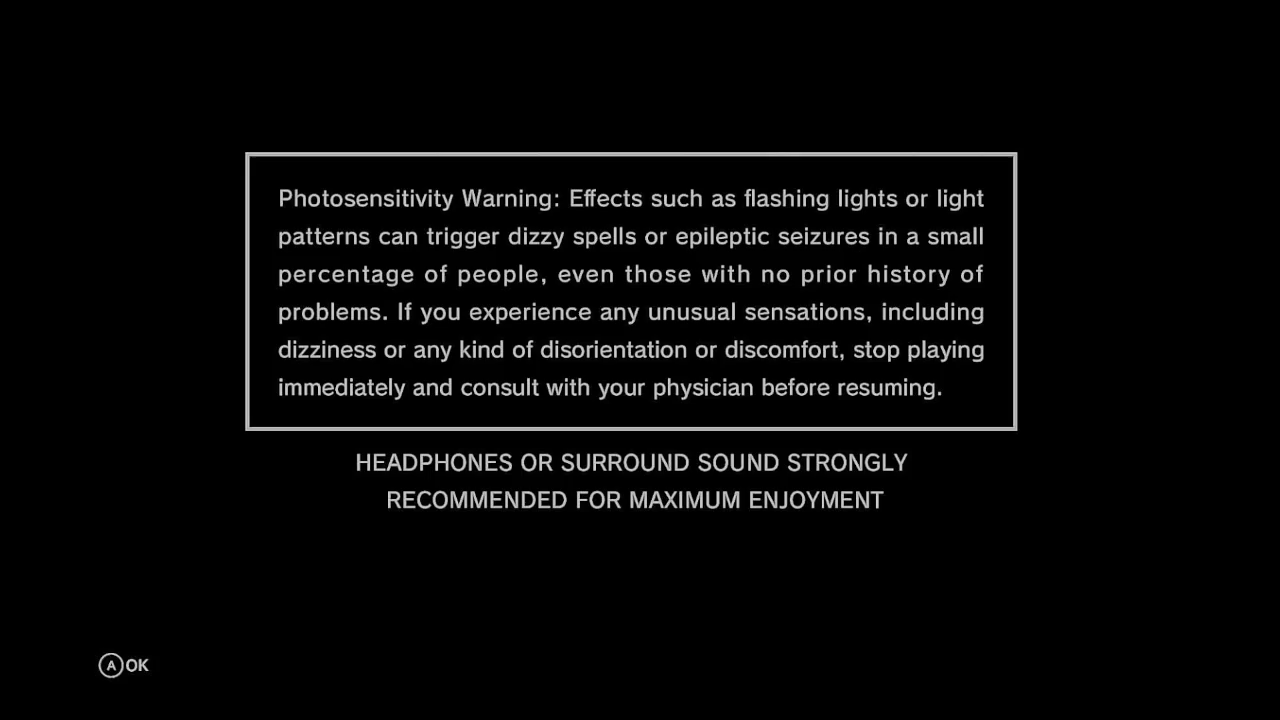 Photosensitivity Warning: Effects such as flashing lights or light
patterns can trigger dizzy spells or epileptic seizures in a small
percentage of people, even those with no prior history of
problems. If you experience any unusual sensations, including
dizziness or any kind of disorientation or discomfort, stop playing
immediately and consult with your physician before resuming.
HEADPHONES OR SURROUND SOUND STRONGLY
RECOMMENDED FOR MAXIMUM ENJOYMENT
A OK